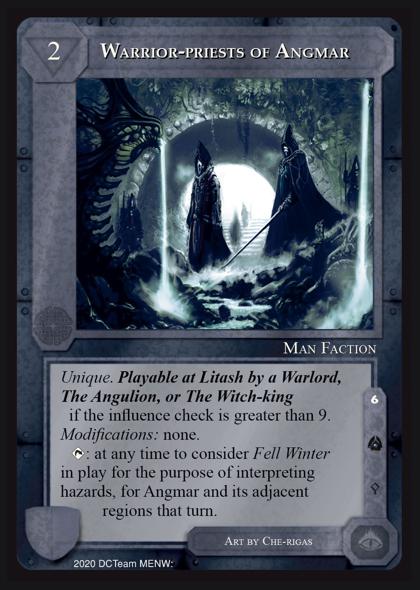 2
Warrior-priests of Angmar
Man Faction
Unique. Playable at Litash by a Warlord,
The Angulion, or The Witch-king
if the influence check is greater than 9.
Modifications: none.
: at any time to consider Fell Winter
in play for the purpose of interpreting
hazards, for Angmar and its adjacent
regions that turn.
6
Art by Che-rigas
2020 DCTeam MENW: